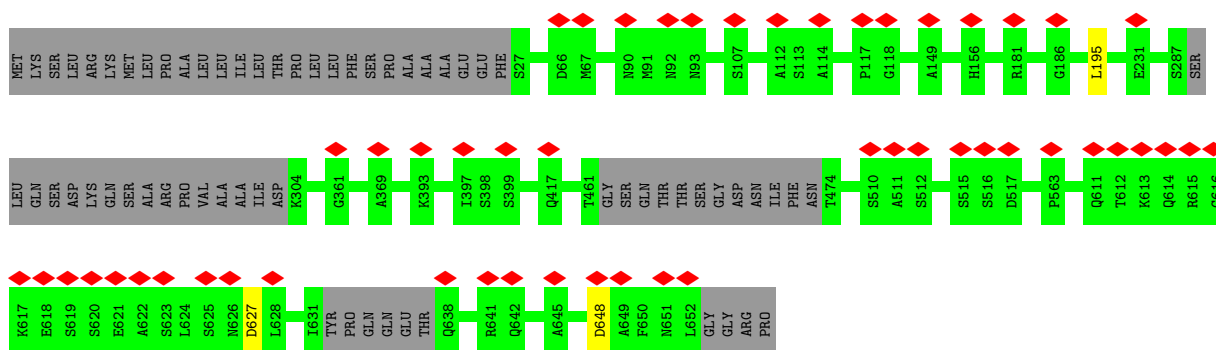 MET LYS SER LEU ARG LYS MET LEU PRO ALA LEU LEU ILE LEU THR PRO LEU LEU PHE SER PRO ALA ALA ALA GLU GLU PHE S27 D66 M67 N90 M91 N92 N93 S107 A112 S113 A114 P117 G118 A149 H156 R181 G186 L195 E231 S287 SER
LEU GLN SER ASP LYS GLN SER ALA ARG PRO VAL ALA ALA ILE ASP K304 G361 A369 K393 I397 S398 S399 Q417 T461 GLY SER GLN THR THR SER GLY ASP ASN ILE PHE ASN T474 S510 A511 S512 S515 S516 D517 P563 Q611 T612 K613 Q614 R615 G616
K617 E618 S619 S620 E621 A622 S623 L624 S625 N626 D627 L628 I631 TYR PRO GLN GLN GLU THR Q638 R641 Q642 A645 D648 A649 F650 N651 L652 GLY GLY ARG PRO